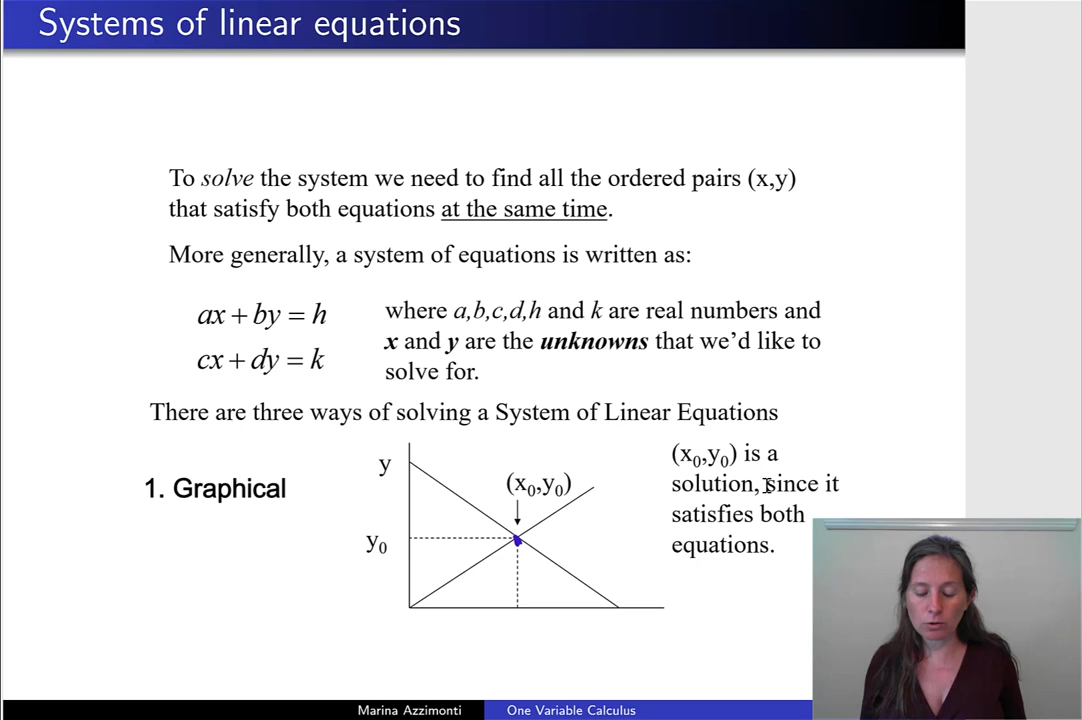 Systems of linear equations
To solve the system we need to find all the ordered pairs (x,y)
that satisfy both equations at the same time.
More generally, a system of equations is written as:
ax + by = h
cx + dy = k
where a,b,c,d,h and k are real numbers and
x and y are the unknowns that we’d like to
solve for.
There are three ways of solving a System of Linear Equations
1. Graphical
y
(x₀,y₀)
y₀
(x₀,y₀) is a
solution, since it
satisfies both
equations.
Marina Azzimonti
One Variable Calculus